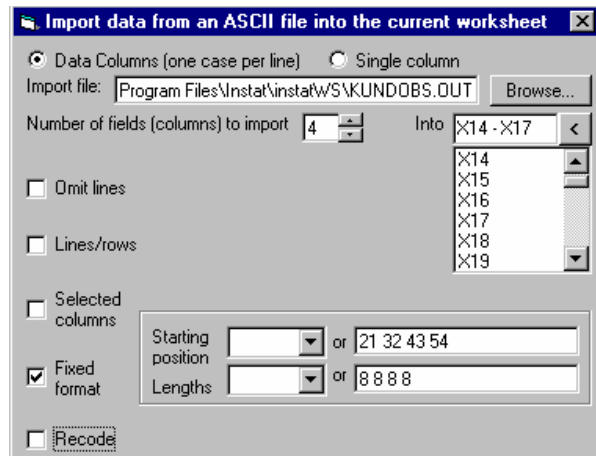 Import data from an ASCII file into the current worksheet
Data Columns (one case per line) Single column
Import file: Program Files\Instat\instatWS\KUNDOBS.OUT Browse...
Number of fields (columns) to import 4 Into X14 - X17 <
X14
X15
X16
X17
X18
X19
Omit lines
Lines/rows
Selected columns
Starting position or 21 32 43 54
Fixed format
Lengths or 8 8 8 8
Recode